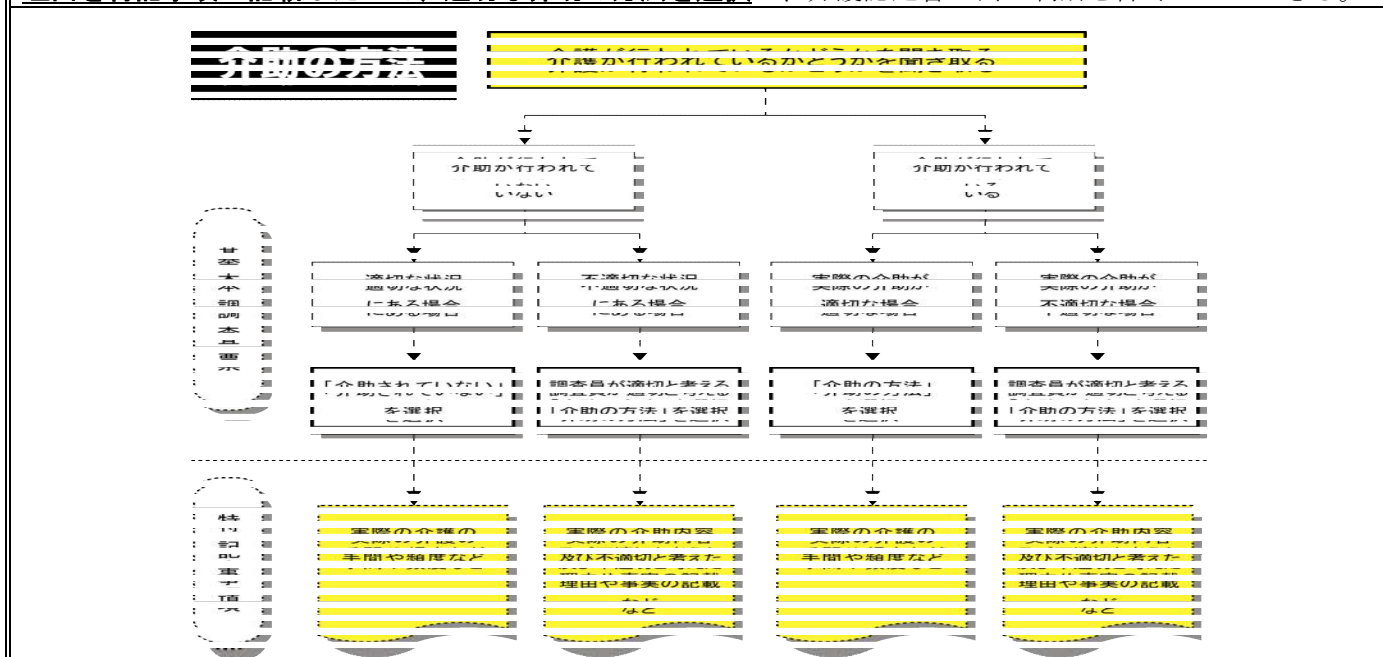 介助の方法
介護が行われているかどうかを聞き取る
介助が行われて
いない
介助が行われて
いる
基本調査
適切な状況
にある場合
不適切な状況
にある場合
実際の介助が
適切な場合
実際の介助が
不適切な場合
「介助されていない」
を選択
調査員が適切と考える
「介助の方法」を選択
「介助の方法」
を選択
調査員が適切と考える
「介助の方法」を選択
特記事項
実際の介護の
手間や頻度など
実際の介助内容
及び不適切と考えた
理由や事実の記載
など
実際の介護の
手間や頻度など
実際の介助内容
及び不適切と考えた
理由や事実の記載
など